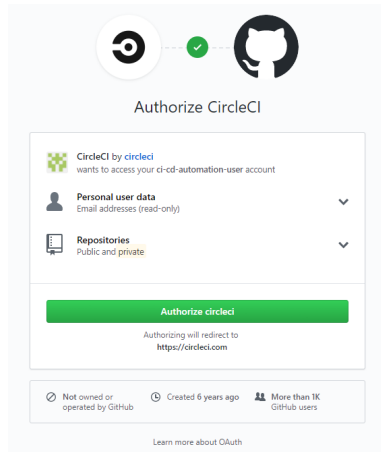 Authorize CircleCI
CircleCI by circleci
wants to access your ci-cd-automation-user account
Personal user data
Email addresses (read-only)
Repositories
Public and private
Authorize circleci
Authorizing will redirect to
https://circleci.com
Not owned or
operated by GitHub
Created 6 years ago
More than 1K
GitHub users
Learn more about OAuth